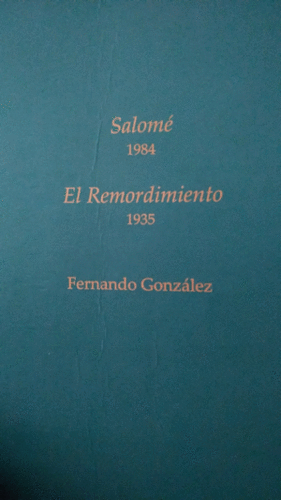 Salomé
1984
El Remordimiento
1935
Fernando González